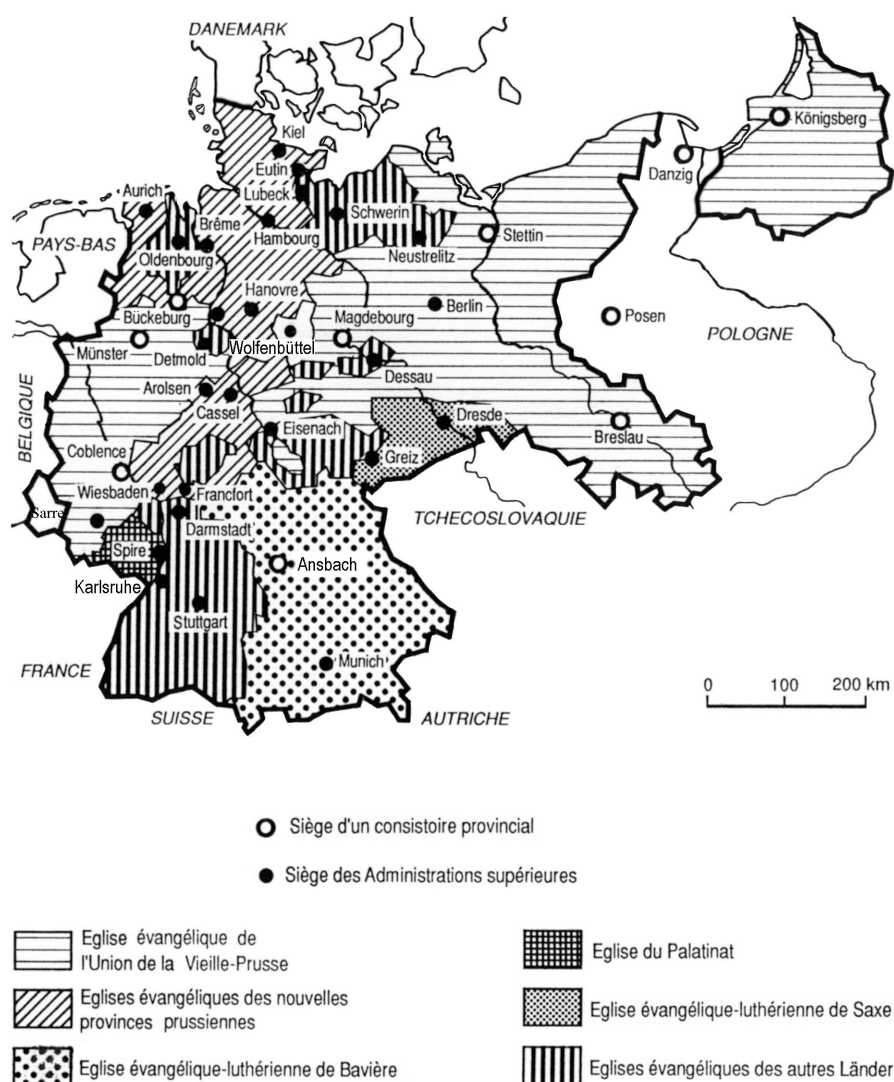 DANEMARK
Königsberg
Kiel
Danzig
Eutin
Aurich
Lubeck
Schwerin
Brême
Stettin
PAYS-BAS
Hambourg
Oldenbourg
Neustrelitz
Hanovre
Berlin
Magdebourg
Posen
Bückeburg
POLOGNE
Münster
Detmold
Wolfenbüttel
Dessau
Arolsen
BELGIQUE
Cassel
Dresde
Eisenach
Breslau
Coblence
Greiz
Wiesbaden
Francfort
Sarre
TCHECOSLOVAQUIE
Darmstadt
Spire
Ansbach
Karlsruhe
Stuttgart
Munich
FRANCE
SUISSE
AUTRICHE
0 100 200 km
Siège d'un consistoire provincial
Siège des Administrations supérieures
Eglise évangélique de
l'Union de la Vieille-Prusse
Eglise du Palatinat
Eglises évangéliques des nouvelles
provinces prussiennes
Eglise évangélique-luthérienne de Saxe
Eglise évangélique-luthérienne de Bavière
Eglises évangéliques des autres Länder